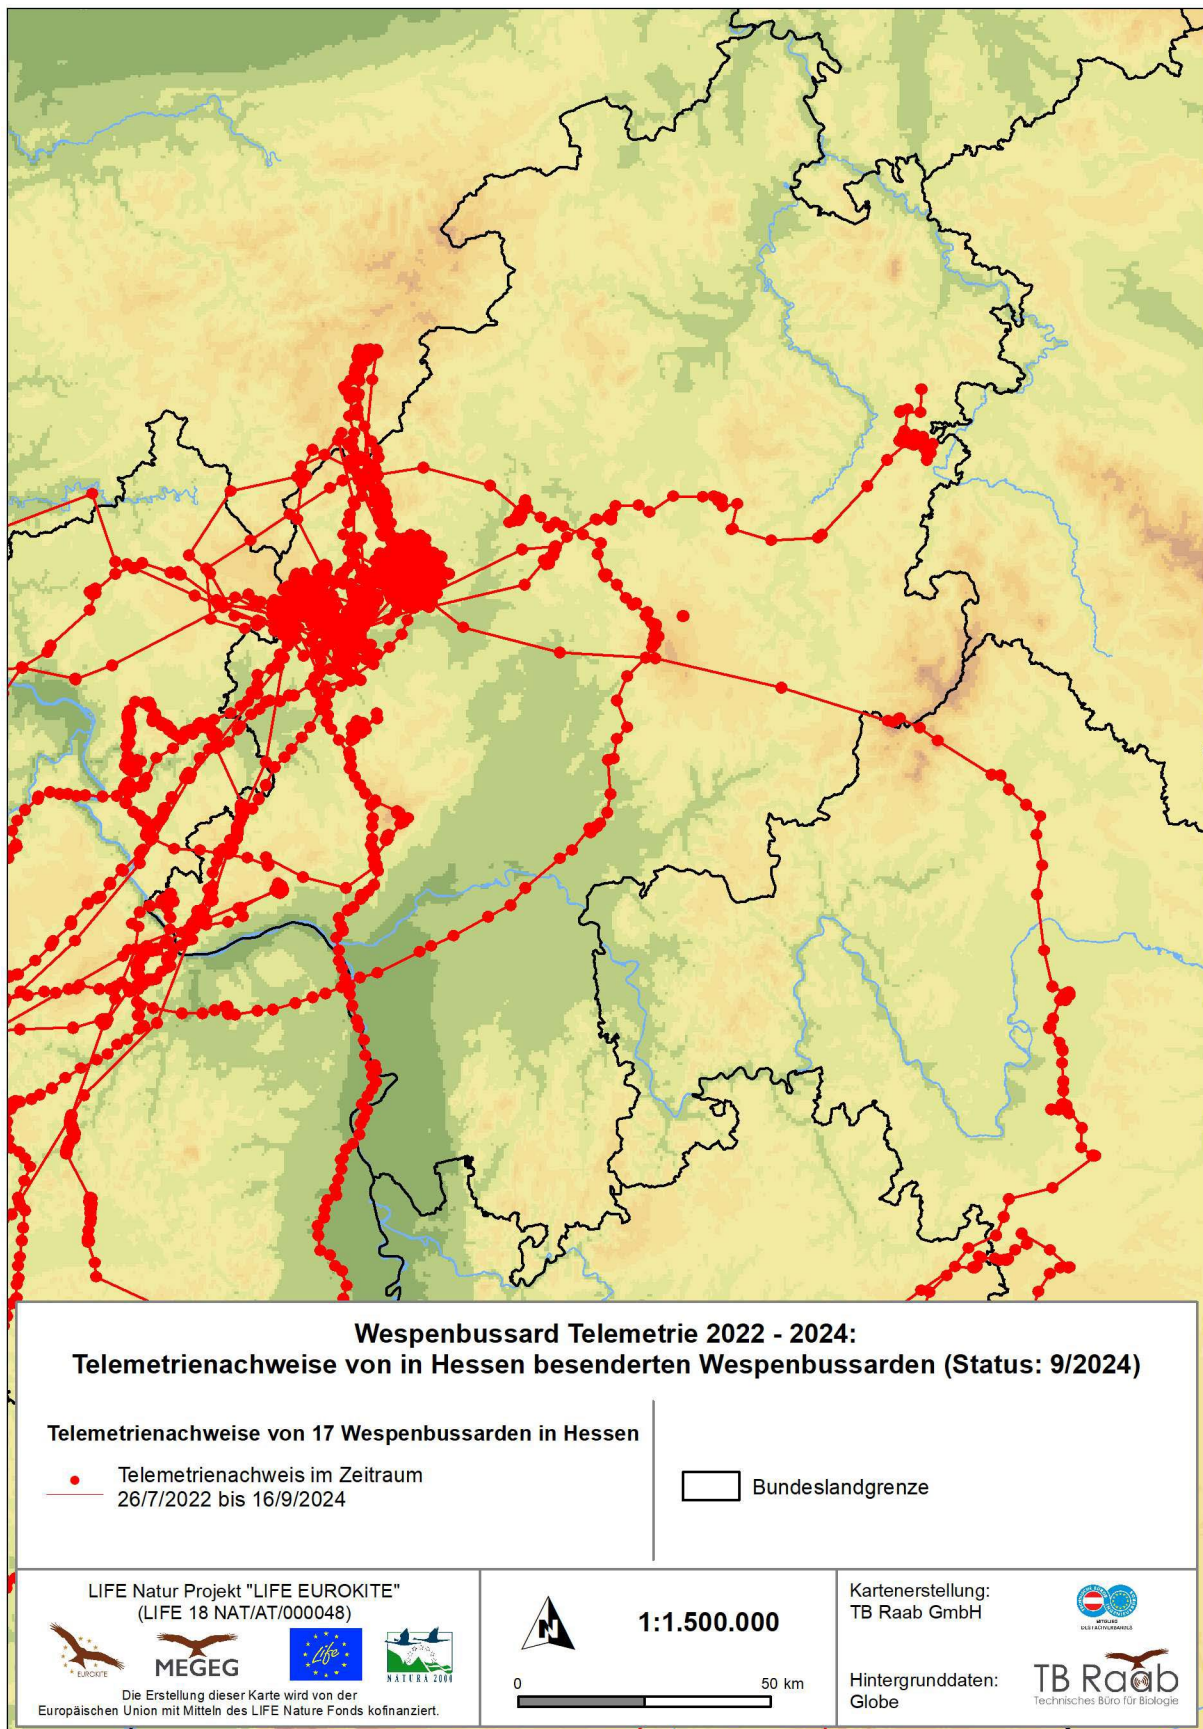 Wespenbussard Telemetrie 2022 - 2024:
Telemetrienachweise von in Hessen besenderten Wespenbussarden (Status: 9/2024)
Telemetrienachweise von 17 Wespenbussarden in Hessen
Telemetrienachweis im Zeitraum
26/7/2022 bis 16/9/2024
Bundeslandgrenze
LIFE Natur Projekt "LIFE EUROKITE"
(LIFE 18 NAT/AT/000048)
EUROKITE
MEGEG
Life
NATURA 2000
Die Erstellung dieser Karte wird von der
Europäischen Union mit Mitteln des LIFE Nature Fonds kofinanziert.
N
1:1.500.000
0
50 km
Kartenerstellung:
TB Raab GmbH
MITGLIED
DES FACHVERBANDES
Hintergrunddaten:
Globe
TB Raab
Technisches Büro für Biologie